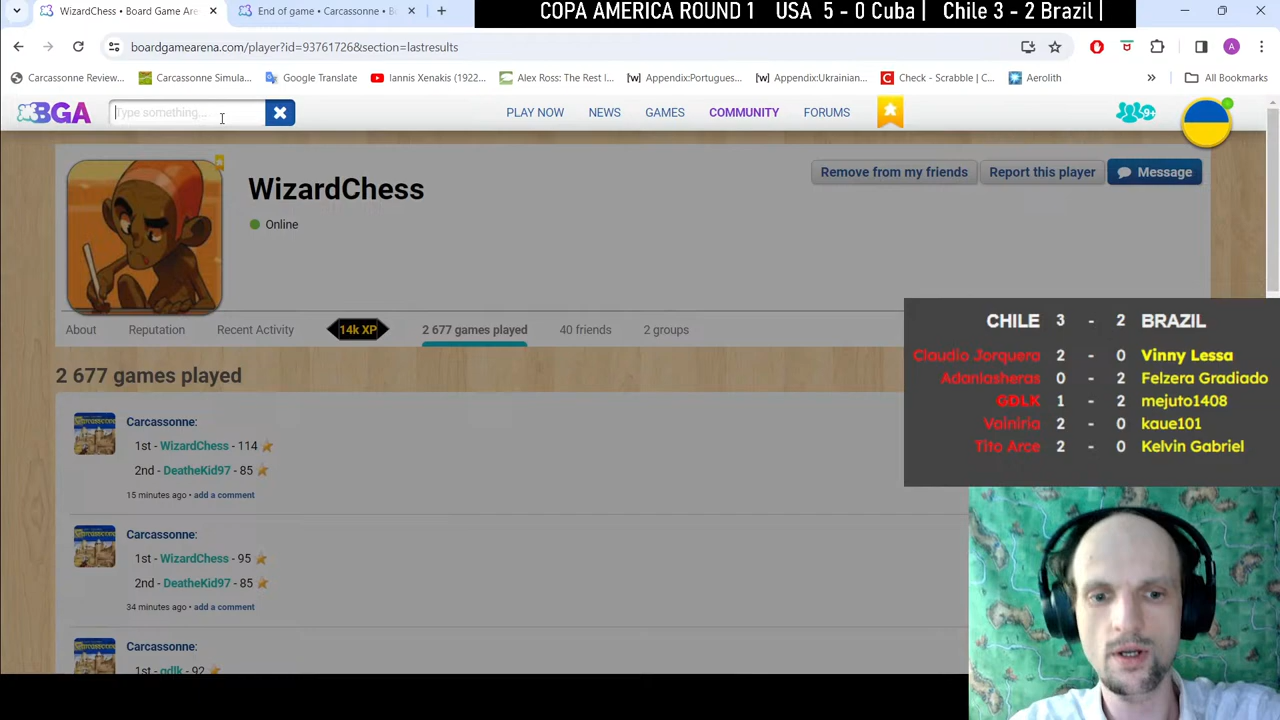 COPA AMERICA ROUND 1 USA 5 - 0 Cuba | Chile 3 - 2 Brazil |
WizardChess • Board Game Are
End of game • Carcassonne • B
boardgamearena.com/player?id=93761726&section=lastresults
A
Carcassonne Review...
Carcassonne Simula...
Google Translate
Iannis Xenakis (1922...
Alex Ross: The Rest I...
Appendix:Portugues...
Appendix:Ukrainian...
Check - Scrabble | C...
Aerolith
All Bookmarks
BGA
Type something...
PLAY NOW
NEWS
GAMES
COMMUNITY
FORUMS
9+
WizardChess
Online
Remove from my friends
Report this player
Message
About
Reputation
Recent Activity
14k XP
2 677 games played
40 friends
2 groups
2 677 games played
Carcassonne:
1st - WizardChess - 114
2nd - DeatheKid97 - 85
15 minutes ago • add a comment
Carcassonne:
1st - WizardChess - 95
2nd - DeatheKid97 - 85
34 minutes ago • add a comment
Carcassonne:
1st - gdlk - 92
CHILE 3 - 2 BRAZIL
Claudio Jorquera 2 - 0 Vinny Lessa
Adanlasheras 0 - 2 Felzera Gradiado
GDLK 1 - 2 mejuto1408
Valniria 2 - 0 kaue101
Tito Arce 2 - 0 Kelvin Gabriel